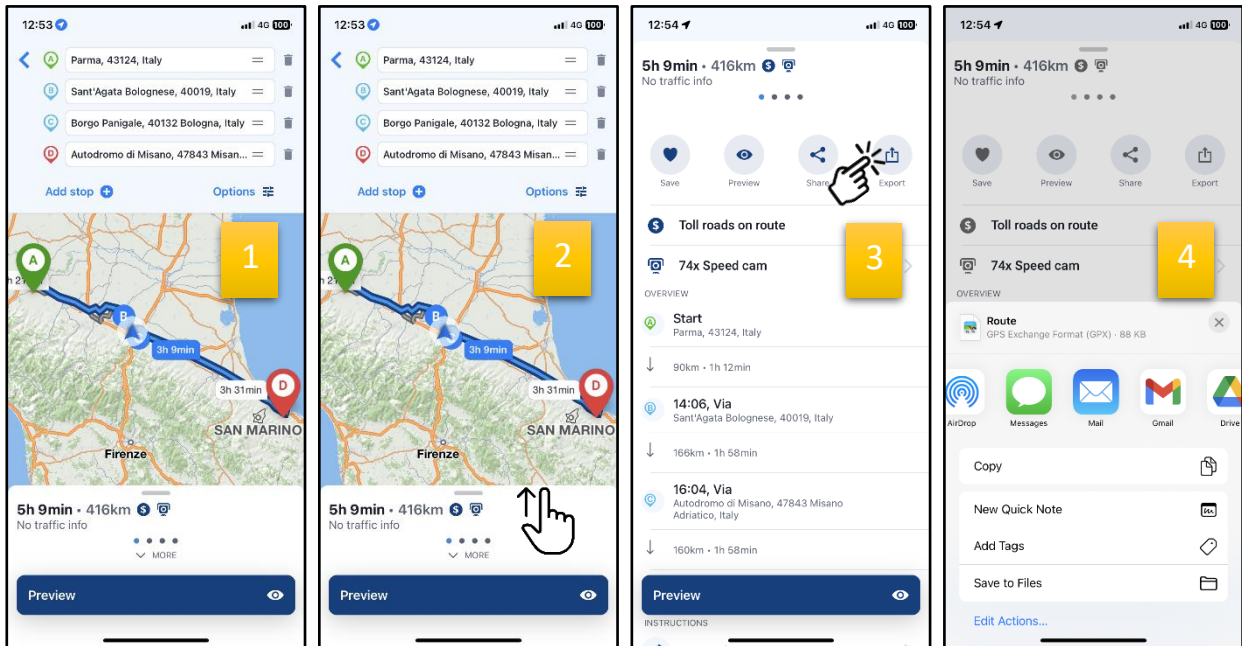 12:53
4G 100
Parma, 43124, Italy
Sant'Agata Bolognese, 40019, Italy
Borgo Panigale, 40132 Bologna, Italy
Autodromo di Misano, 47843 Misan...
A
B
C
D
Add stop
Options
1
A
B
3h 9min
3h 31min
D
SAN MARINO
Firenze
5h 9min • 416km
No traffic info
MORE
Preview
12:53
4G 100
Parma, 43124, Italy
Sant'Agata Bolognese, 40019, Italy
Borgo Panigale, 40132 Bologna, Italy
Autodromo di Misano, 47843 Misan...
A
B
C
D
Add stop
Options
2
A
B
3h 9min
3h 31min
D
SAN MARINO
Firenze
5h 9min • 416km
No traffic info
MORE
Preview
12:54
4G 100
5h 9min • 416km
No traffic info
Save
Preview
Share
Export
Toll roads on route
74x Speed cam
3
OVERVIEW
A
Start
Parma, 43124, Italy
90km • 1h 12min
B
14:06, Via
Sant'Agata Bolognese, 40019, Italy
166km • 1h 58min
C
16:04, Via
Autodromo di Misano, 47843 Misano
Adriatico, Italy
160km • 1h 58min
Preview
INSTRUCTIONS
12:54
4G 100
5h 9min • 416km
No traffic info
Save
Preview
Share
Export
Toll roads on route
74x Speed cam
4
OVERVIEW
Route
GPS Exchange Format (GPX) · 88 KB
AirDrop
Messages
Mail
Gmail
Drive
Copy
New Quick Note
Add Tags
Save to Files
Edit Actions...